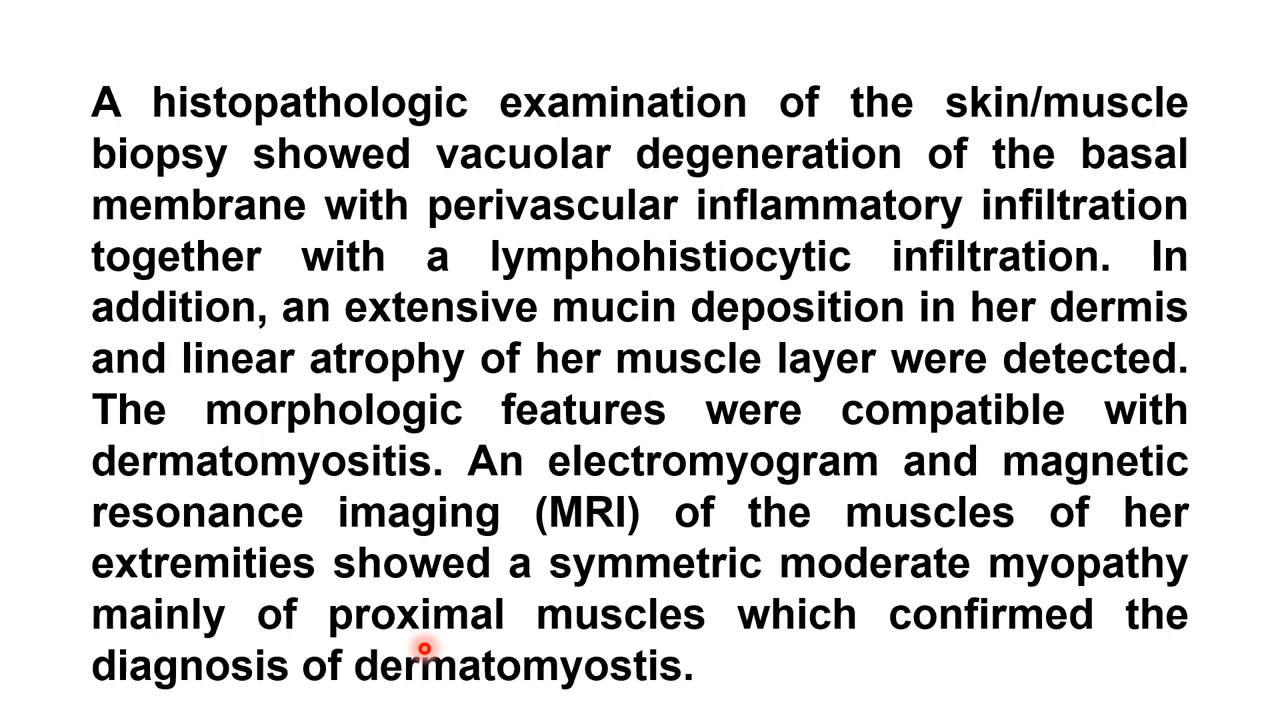 A histopathologic examination of the skin/muscle
biopsy showed vacuolar degeneration of the basal
membrane with perivascular inflammatory infiltration
together with a lymphohistiocytic infiltration. In
addition, an extensive mucin deposition in her dermis
and linear atrophy of her muscle layer were detected.
The morphologic features were compatible with
dermatomyositis. An electromyogram and magnetic
resonance imaging (MRI) of the muscles of her
extremities showed a symmetric moderate myopathy
mainly of proximal muscles which confirmed the
diagnosis of dermatomyostis.